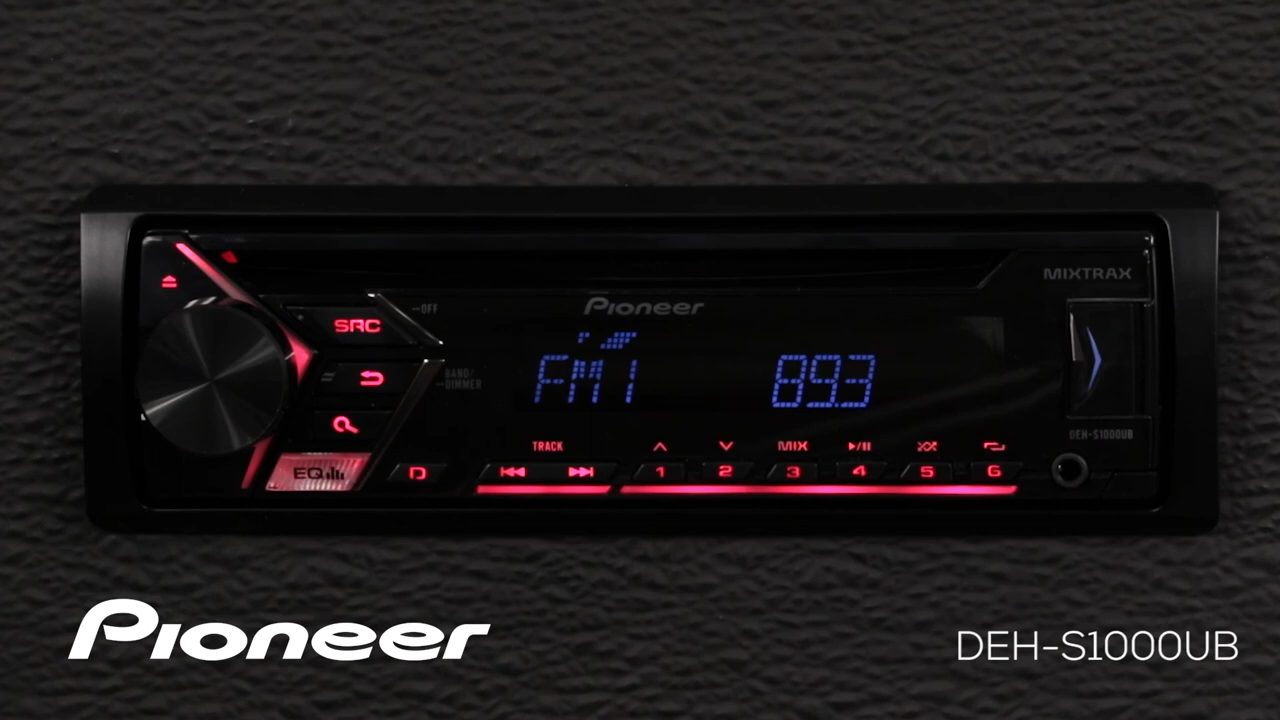 MIXTRAX
Pioneer
OFF
SRC
FM1 89.3
BAND/
DIMMER
DEH-S1000UB
TRACK MIX
EQ D 1 2 3 4 5 6
Pioneer
DEH-S1000UB